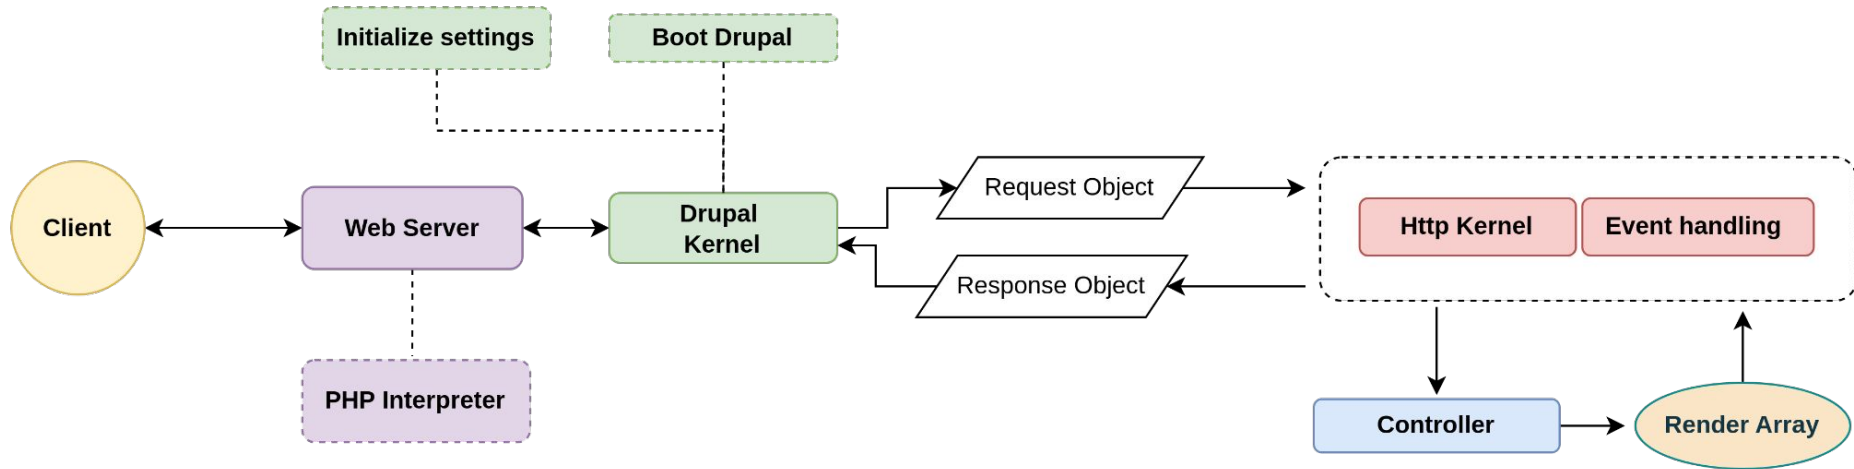 Initialize settings
Boot Drupal
Client
Web Server
Drupal
Kernel
Request Object
Response Object
Http Kernel
Event handling
PHP Interpreter
Controller
Render Array